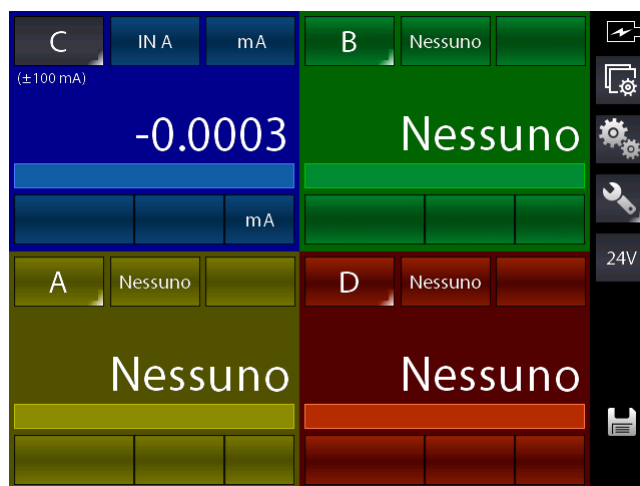 C IN A mA
(±100 mA)
-0.0003
mA
B Nessuno
Nessuno
A Nessuno
Nessuno
D Nessuno
Nessuno
24V